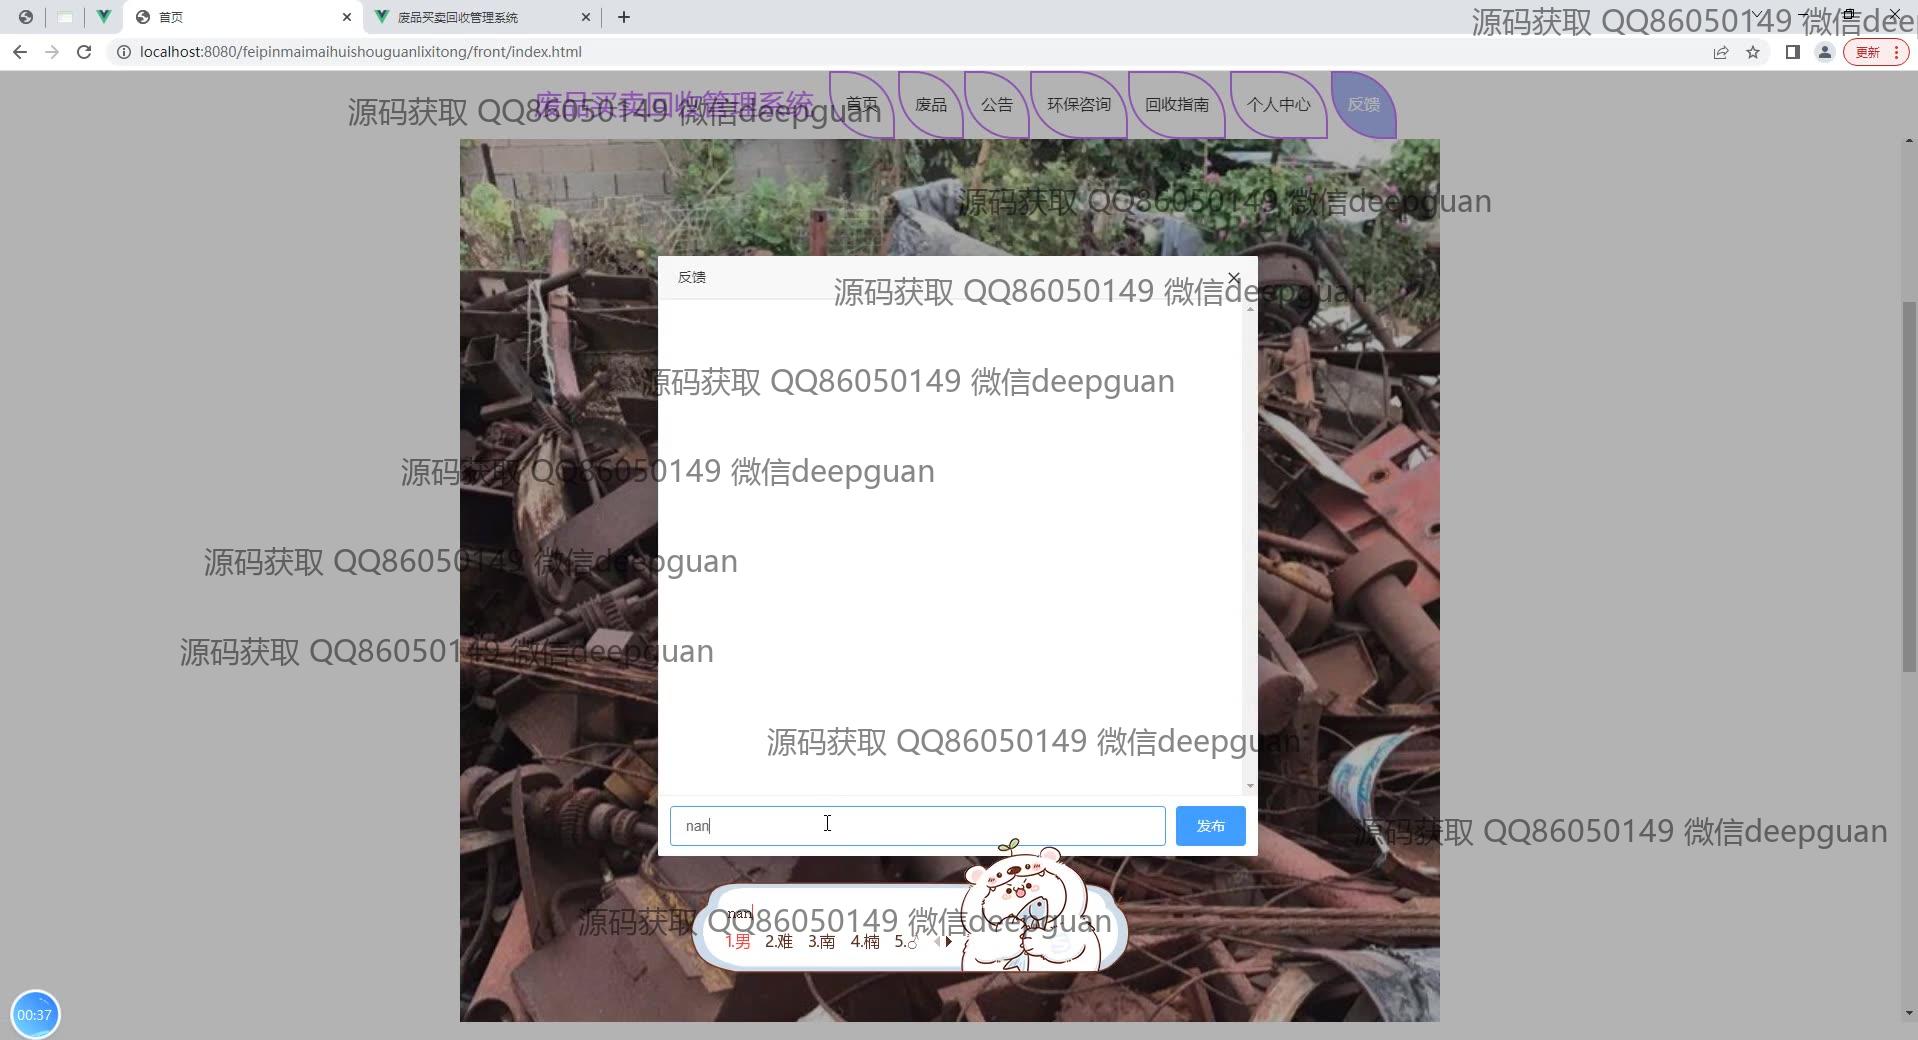 首页
废品买卖回收管理系统
源码获取 QQ86050149 微信deep
localhost:8080/feipinmaimaihuishouguanlixitong/front/index.html
更新
废品买卖回收管理系统
首页
废品
公告
环保咨询
回收指南
个人中心
反馈
源码获取 QQ86050149 微信deepguan
源码获取 QQ86050149 微信deepguan
反馈
源码获取 QQ86050149 微信deepguan
源码获取 QQ86050149 微信deepguan
源码获取 QQ86050149 微信deepguan
源码获取 QQ86050149 微信deepguan
源码获取 QQ86050149 微信deepguan
源码获取 QQ86050149 微信deepguan
nan
发布
源码获取 QQ86050149 微信deepguan
nan
源码获取 QQ86050149 微信deepguan
1.男 2.难 3.南 4.楠 5.♂
00:37